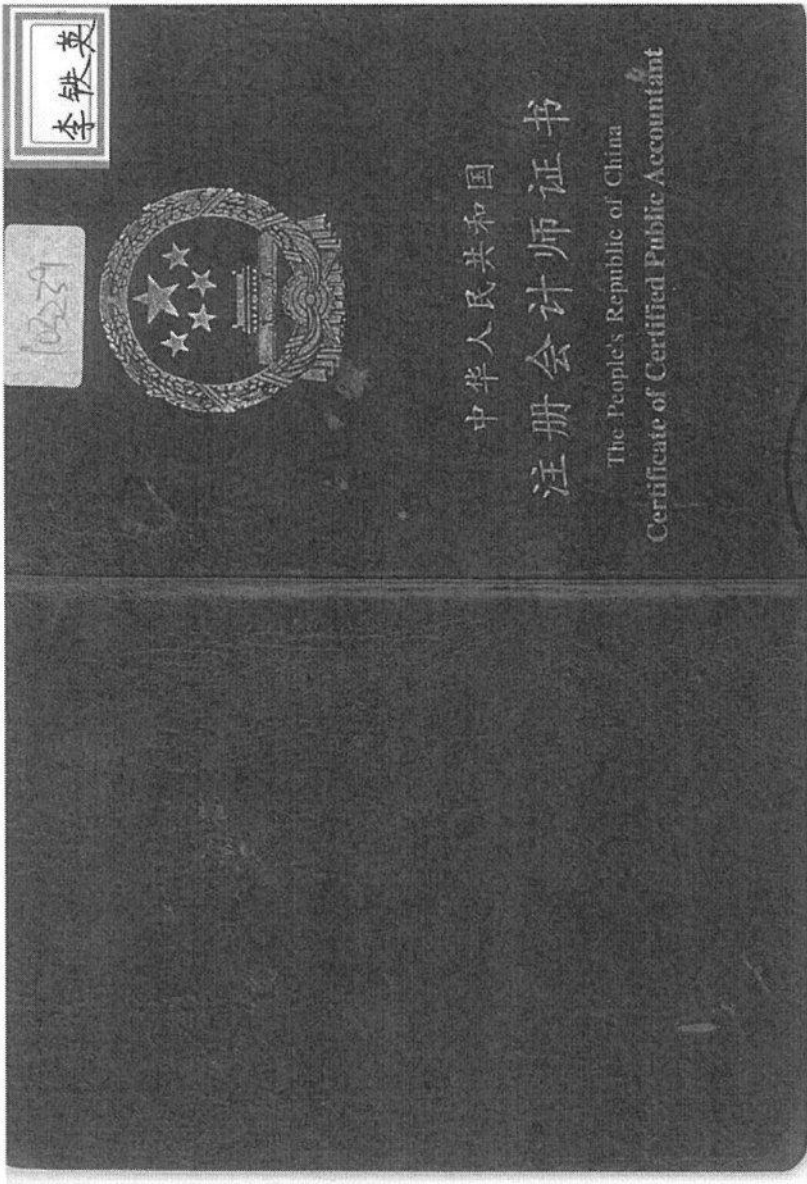 李铁英
中华人民共和国
注册会计师证书
The People's Republic of China
Certificate of Certified Public Accountant